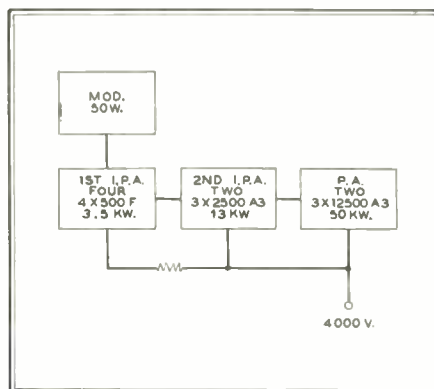 MOD.
50W.
1ST I.P.A.
FOUR
4X500 F
3.5 KW.
2ND I.P.A.
TWO
3X2500 A3
13 KW
P.A.
TWO
3X12500 A3
50 KW.
4000 V.